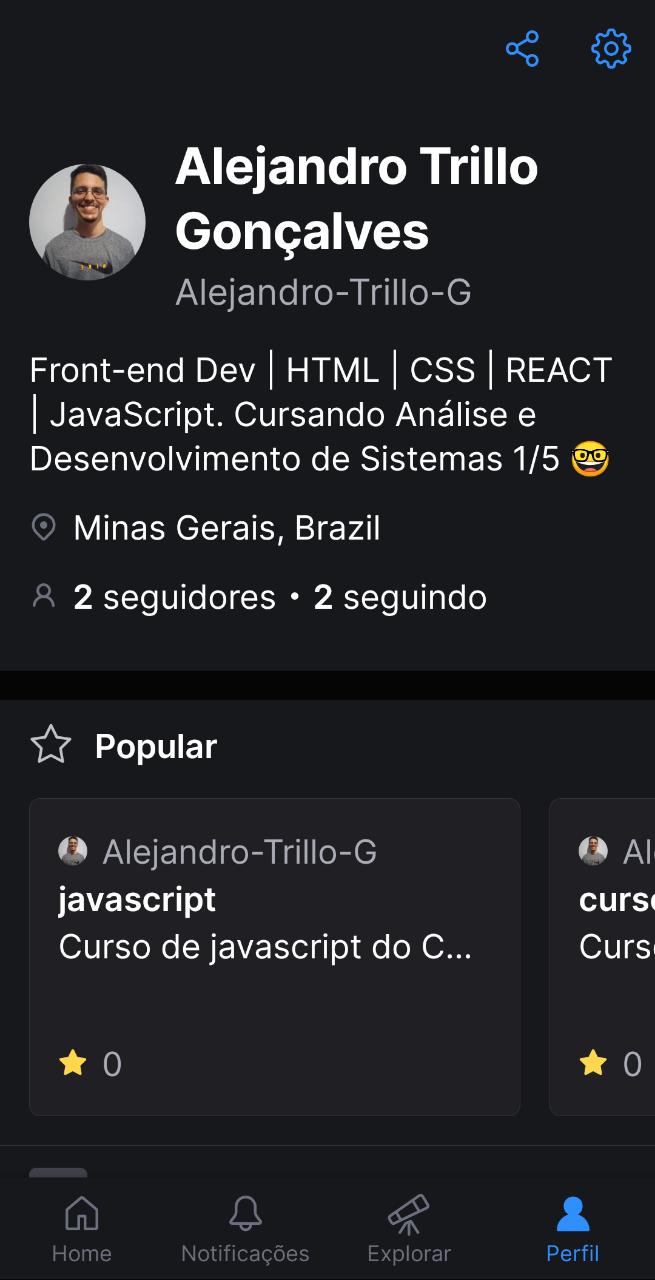 Alejandro Trillo
Gonçalves
Alejandro-Trillo-G
Front-end Dev | HTML | CSS | REACT
| JavaScript. Cursando Análise e
Desenvolvimento de Sistemas 1/5 🤓
Minas Gerais, Brazil
2 seguidores • 2 seguindo
Popular
Alejandro-Trillo-G
javascript
Curso de javascript do C...
0
0
Home
Notificações
Explorar
Perfil